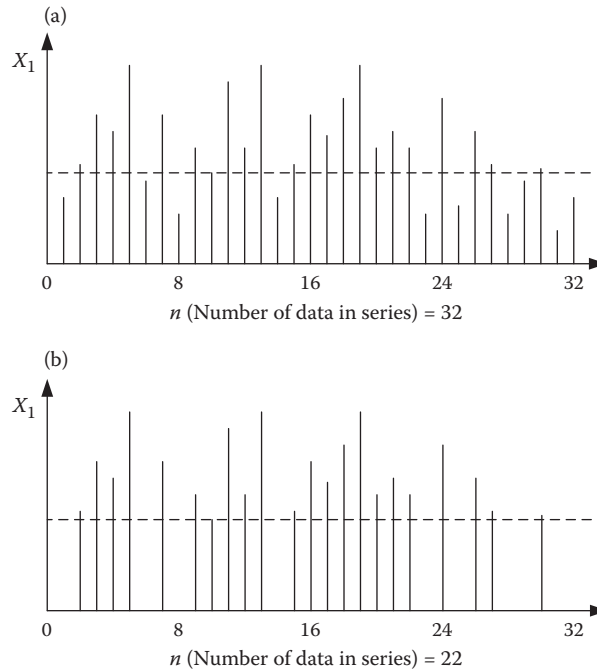 (a)
X1
0 8 16 24 32
n (Number of data in series) = 32
(b)
X1
0 8 16 24 32
n (Number of data in series) = 22